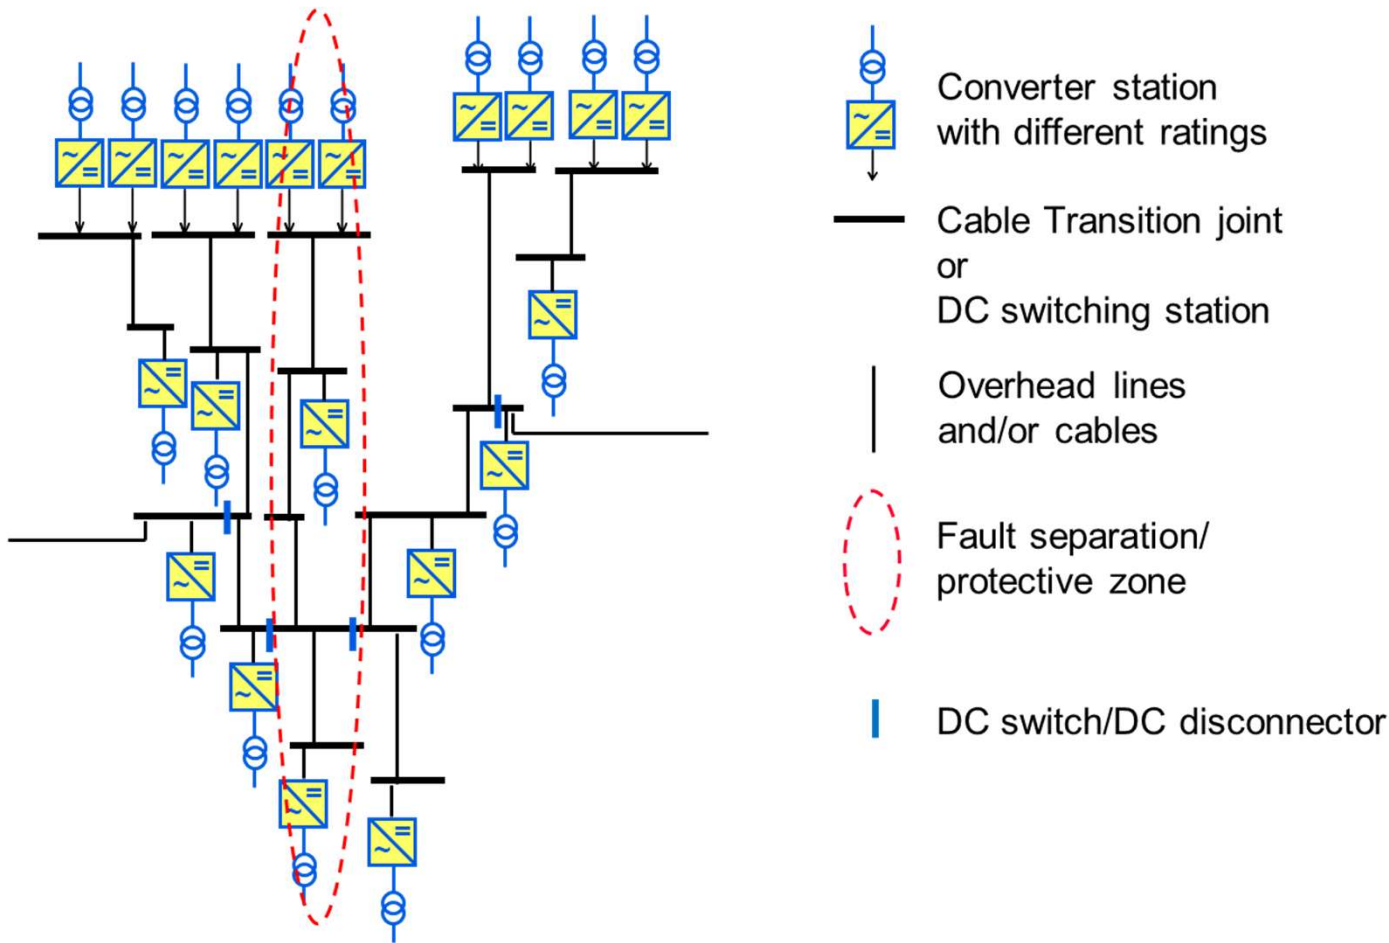 Converter station
with different ratings
Cable Transition joint
or
DC switching station
Overhead lines
and/or cables
Fault separation/
protective zone
DC switch/DC disconnector